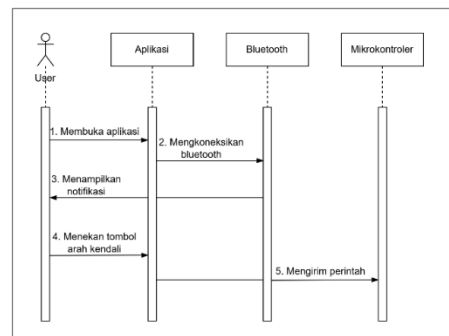 User
Aplikasi
Bluetooth
Mikrokontroler
1. Membuka aplikasi
2. Mengkoneksikan
bluetooth
3. Menampilkan
notifikasi
4. Menekan tombol
arah kendali
5. Mengirim perintah